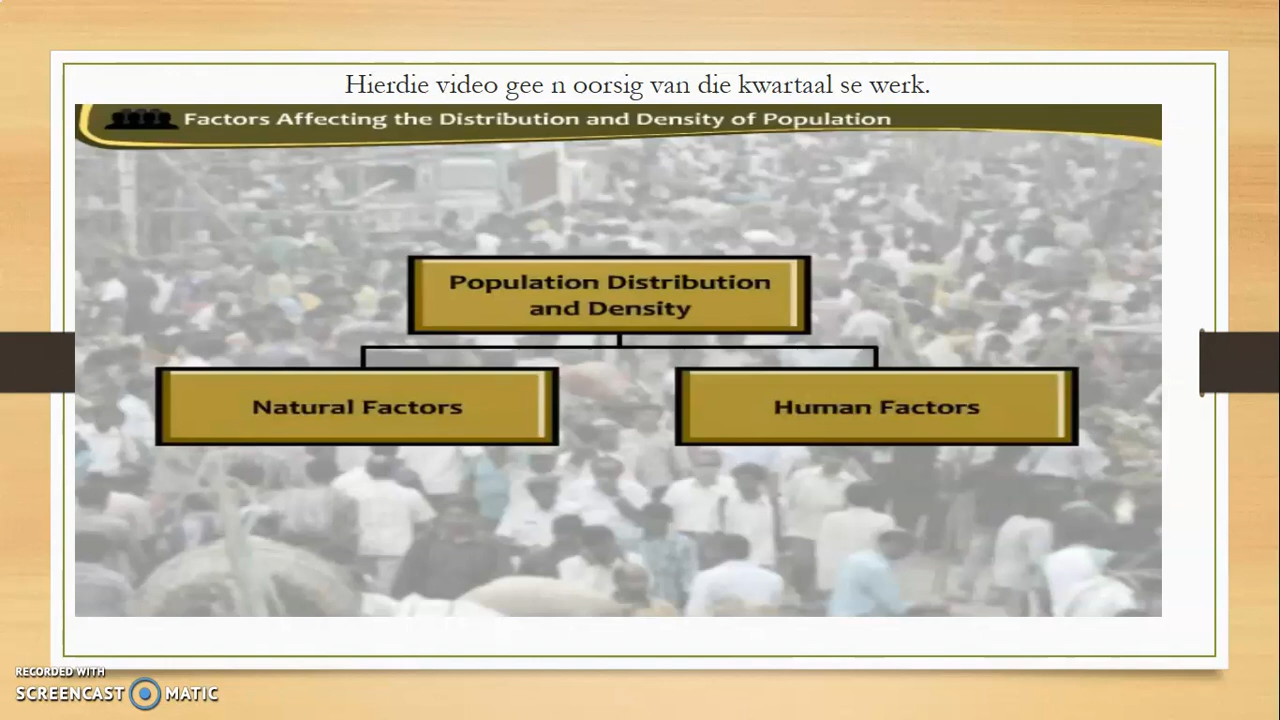 Hierdie video gee n oorsig van die kwartaal se werk.
Factors Affecting the Distribution and Density of Population
Population Distribution
and Density
Natural Factors
Human Factors
RECORDED WITH
SCREENCAST MATIC